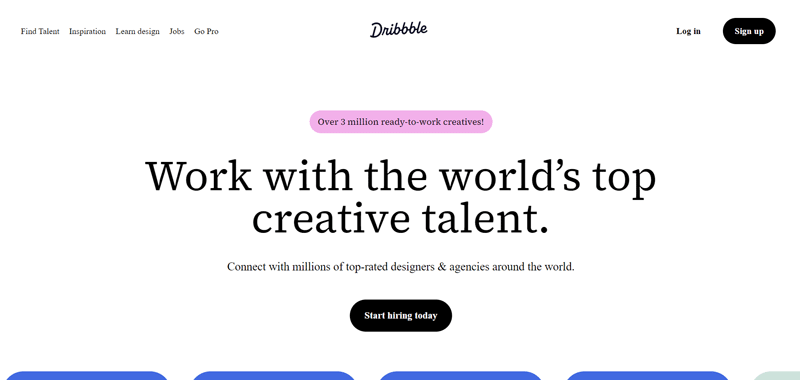 Find Talent Inspiration Learn design Jobs Go Pro Dribbble Log in Sign up
Over 3 million ready-to-work creatives!
Work with the world’s top
creative talent.
Connect with millions of top-rated designers & agencies around the world.
Start hiring today